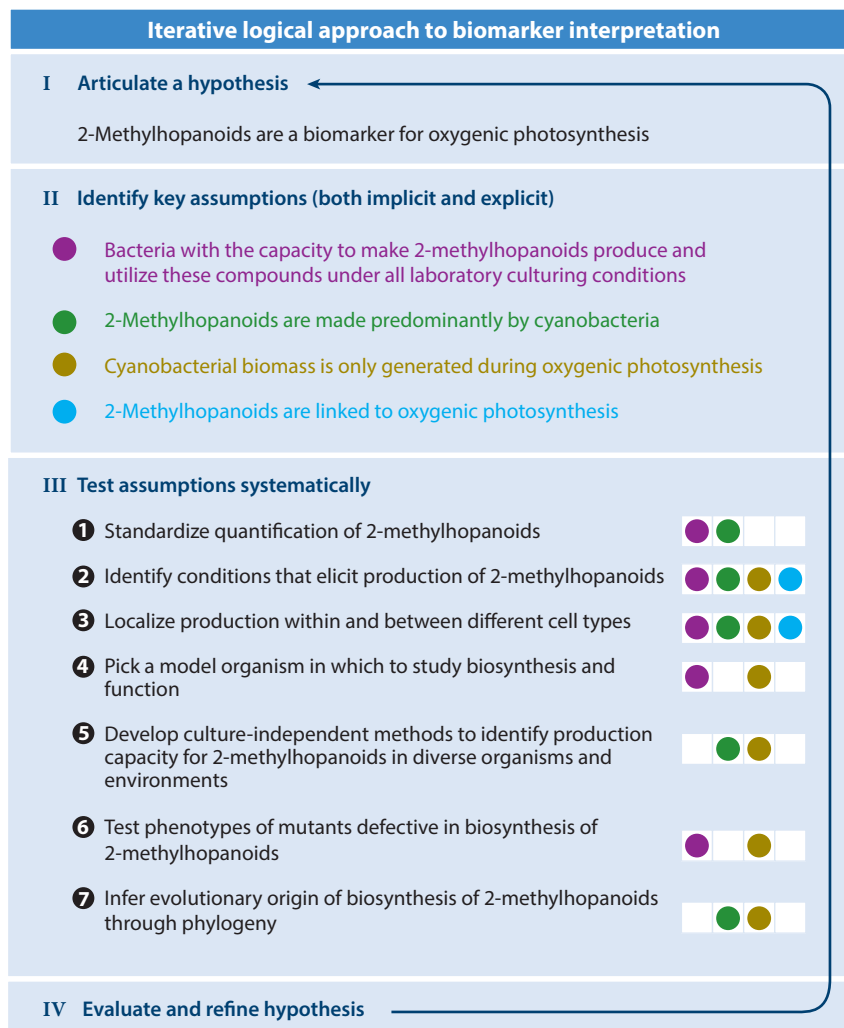 Iterative logical approach to biomarker interpretation
I Articulate a hypothesis
2-Methylhopanoids are a biomarker for oxygenic photosynthesis
II Identify key assumptions (both implicit and explicit)
Bacteria with the capacity to make 2-methylhopanoids produce and
utilize these compounds under all laboratory culturing conditions
2-Methylhopanoids are made predominantly by cyanobacteria
Cyanobacterial biomass is only generated during oxygenic photosynthesis
2-Methylhopanoids are linked to oxygenic photosynthesis
III Test assumptions systematically
1 Standardize quantification of 2-methylhopanoids
2 Identify conditions that elicit production of 2-methylhopanoids
3 Localize production within and between different cell types
4 Pick a model organism in which to study biosynthesis and
function
5 Develop culture-independent methods to identify production
capacity for 2-methylhopanoids in diverse organisms and
environments
6 Test phenotypes of mutants defective in biosynthesis of
2-methylhopanoids
7 Infer evolutionary origin of biosynthesis of 2-methylhopanoids
through phylogeny
IV Evaluate and refine hypothesis